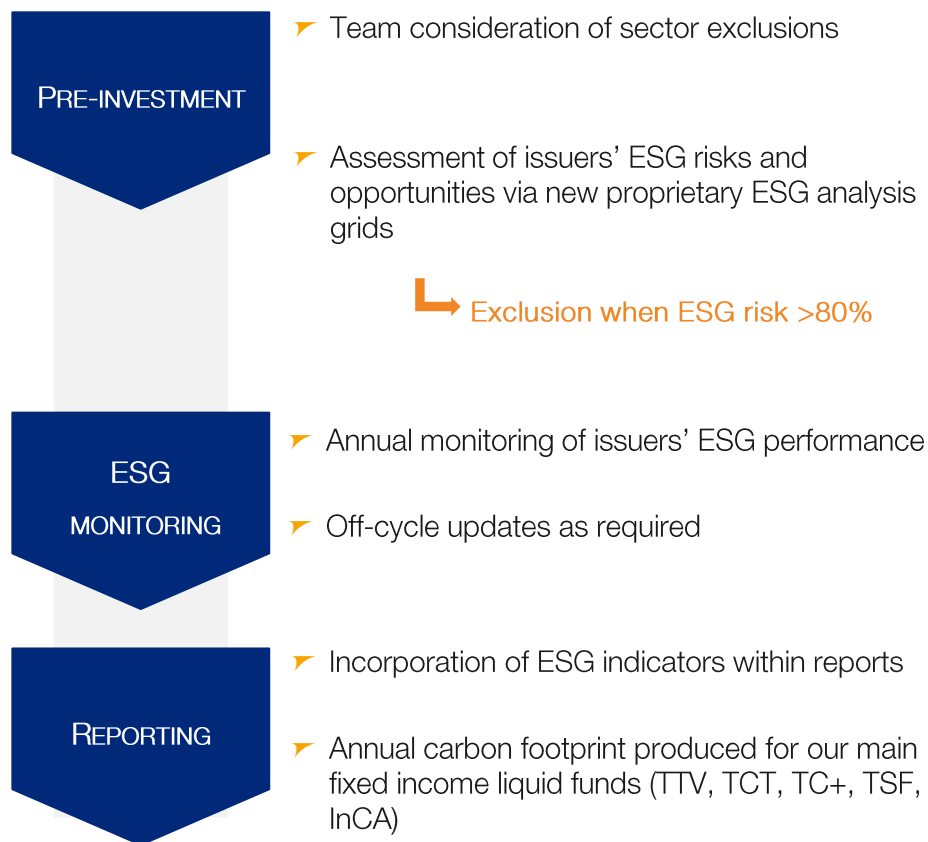 PRE-INVESTMENT
Team consideration of sector exclusions
Assessment of issuers’ ESG risks and
opportunities via new proprietary ESG analysis
grids
Exclusion when ESG risk >80%
ESG
MONITORING
Annual monitoring of issuers’ ESG performance
Off-cycle updates as required
REPORTING
Incorporation of ESG indicators within reports
Annual carbon footprint produced for our main
fixed income liquid funds (TTV, TCT, TC+, TSF,
InCA)